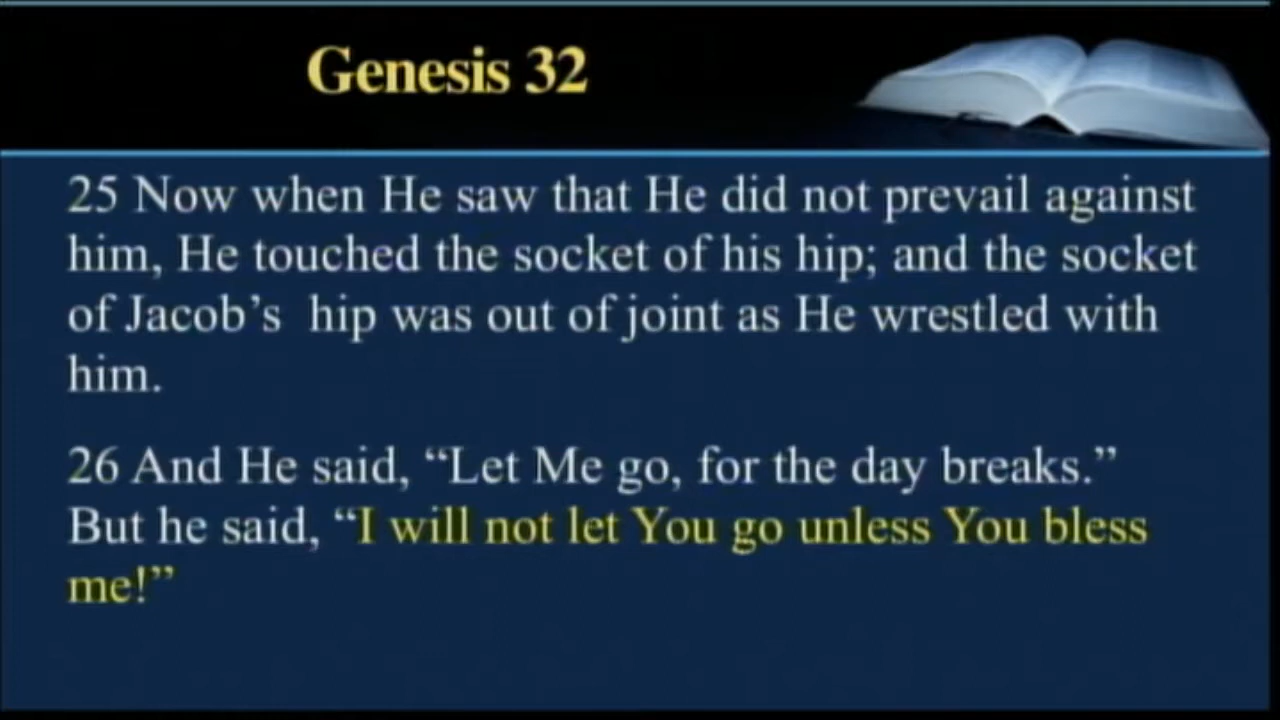 Genesis 32
25 Now when He saw that He did not prevail against
him, He touched the socket of his hip; and the socket
of Jacob’s  hip was out of joint as He wrestled with
him.
26 And He said, “Let Me go, for the day breaks.”
But he said, “I will not let You go unless You bless
me!”